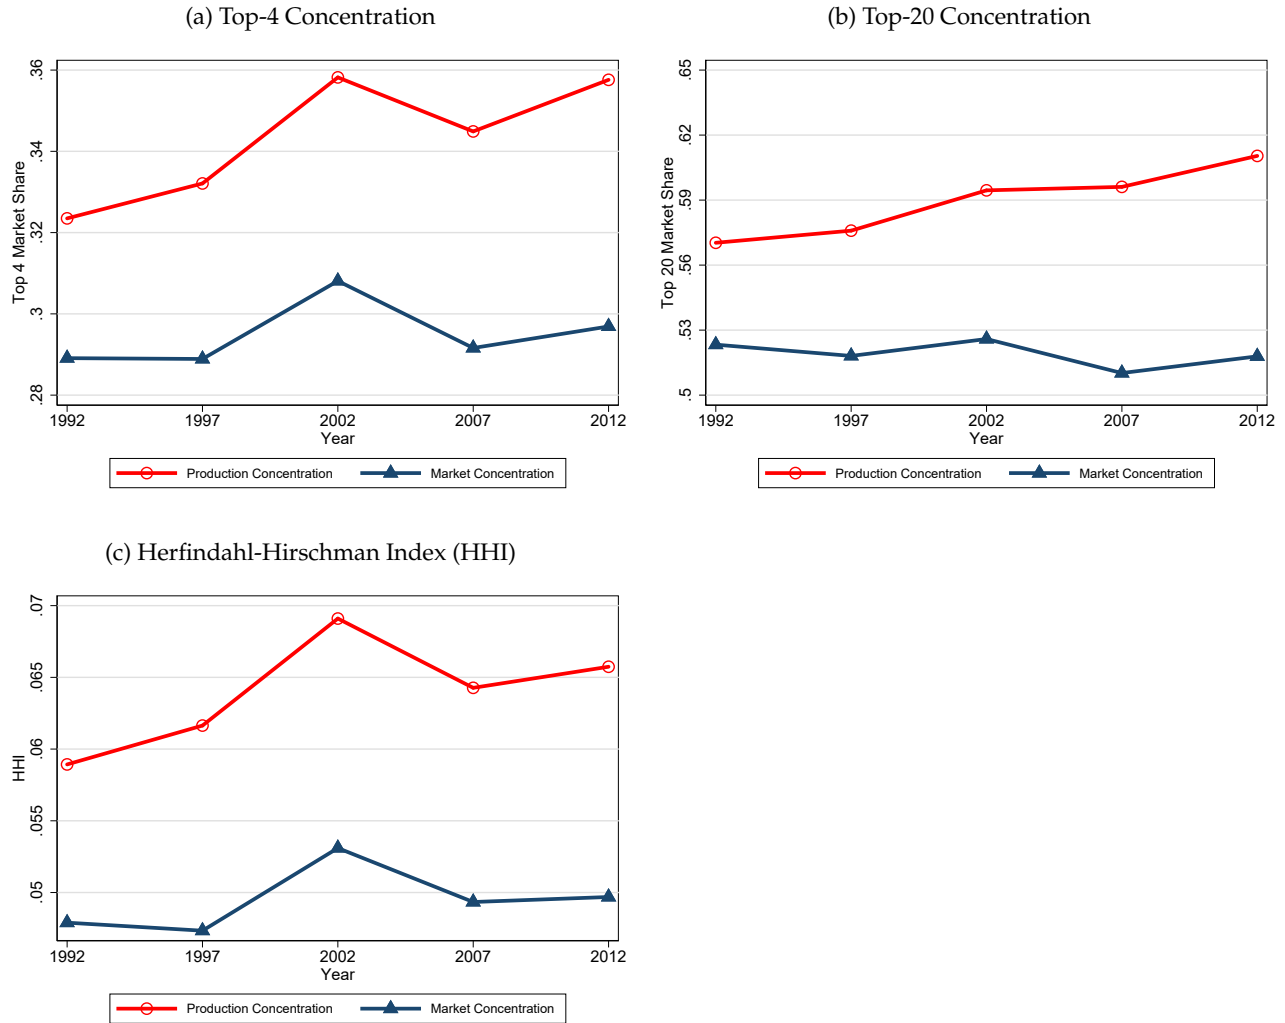 (a) Top-4 Concentration
Top 4 Market Share
.36
.34
.32
.3
.28
1992 1997 2002 2007 2012
Year
Production Concentration Market Concentration
(b) Top-20 Concentration
Top 20 Market Share
.65
.62
.59
.56
.53
.5
1992 1997 2002 2007 2012
Year
Production Concentration Market Concentration
(c) Herfindahl-Hirschman Index (HHI)
HHI
.07
.065
.06
.055
.05
1992 1997 2002 2007 2012
Year
Production Concentration Market Concentration